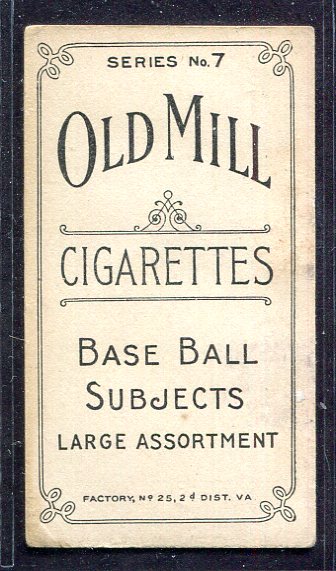 SERIES No. 7
OLD MILL
CIGARETTES
BASE BALL
SUBJECTS
LARGE ASSORTMENT
FACTORY, Nº 25, 2d DIST. VA.